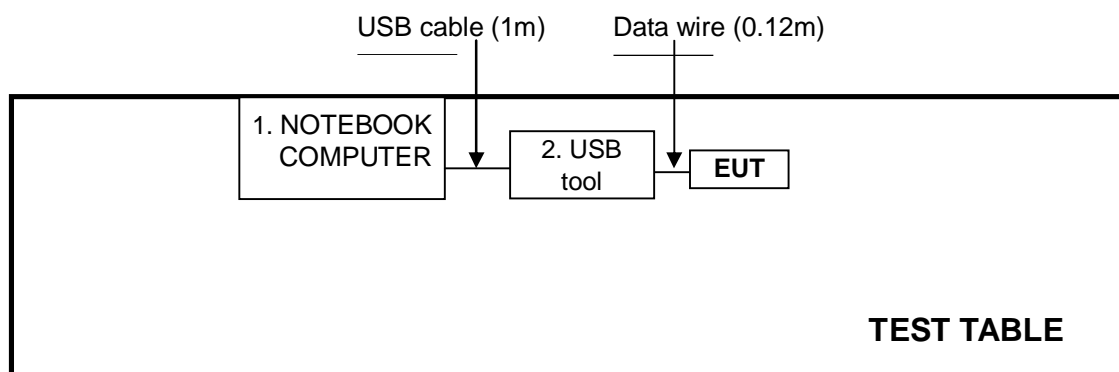 USB cable (1m) Data wire (0.12m)
1. NOTEBOOK
COMPUTER
2. USB
tool
EUT
TEST TABLE